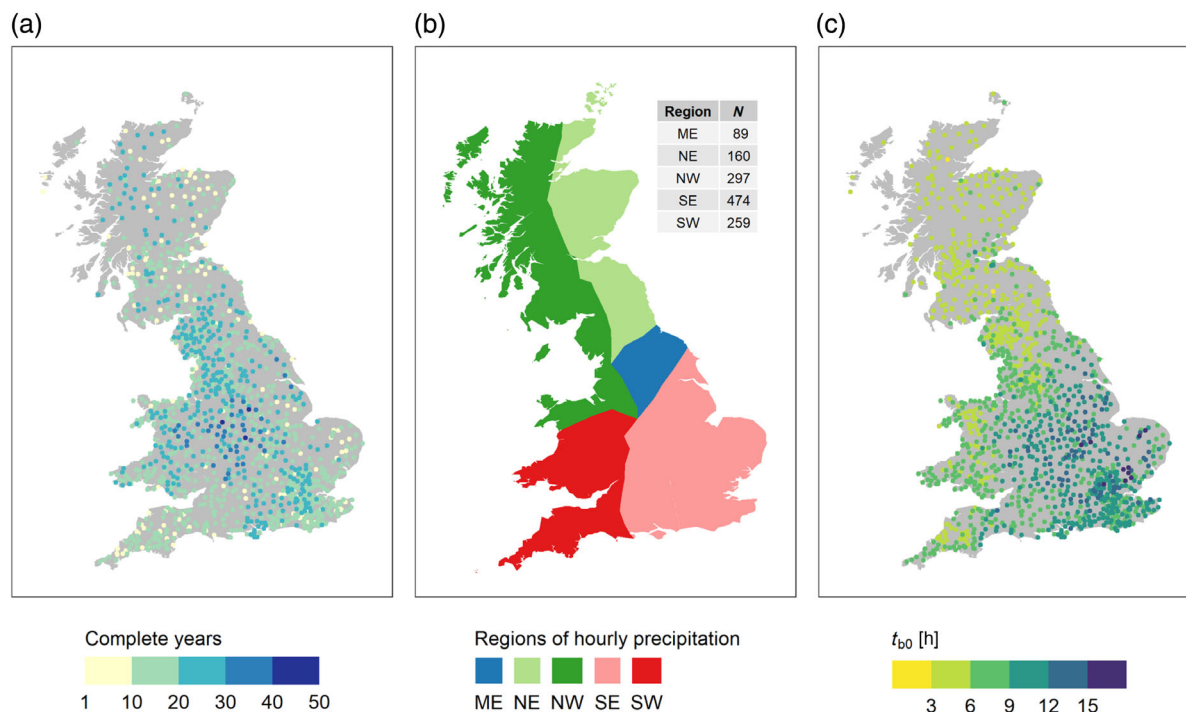 (a)
(b)
(c)
Region N
ME 89
NE 160
NW 297
SE 474
SW 259
Complete years
1 10 20 30 40 50
Regions of hourly precipitation
ME NE NW SE SW
tb0 [h]
3 6 9 12 15